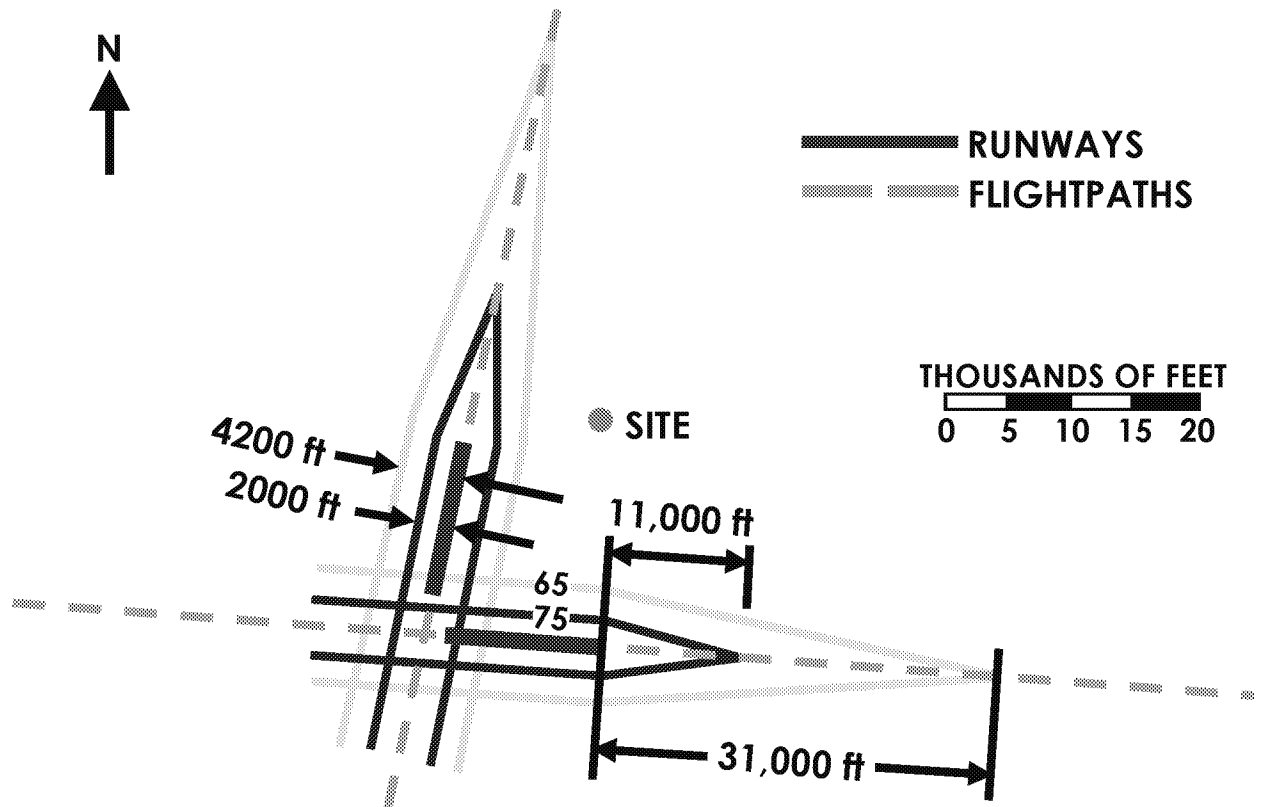 N
RUNWAYS
FLIGHTPATHS
THOUSANDS OF FEET
0 5 10 15 20
SITE
4200 ft
2000 ft
11,000 ft
65
75
31,000 ft